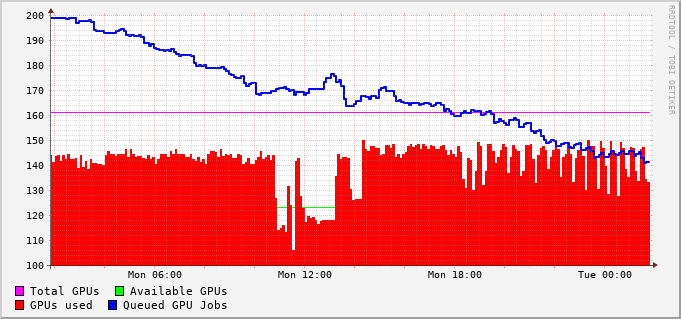 200
190
180
170
160
150
140
130
120
110
100
Mon 06:00 Mon 12:00 Mon 18:00 Tue 00:00
Total GPUs Available GPUs
GPUs used Queued GPU Jobs
RRDTOOL / TOBI OETIKER